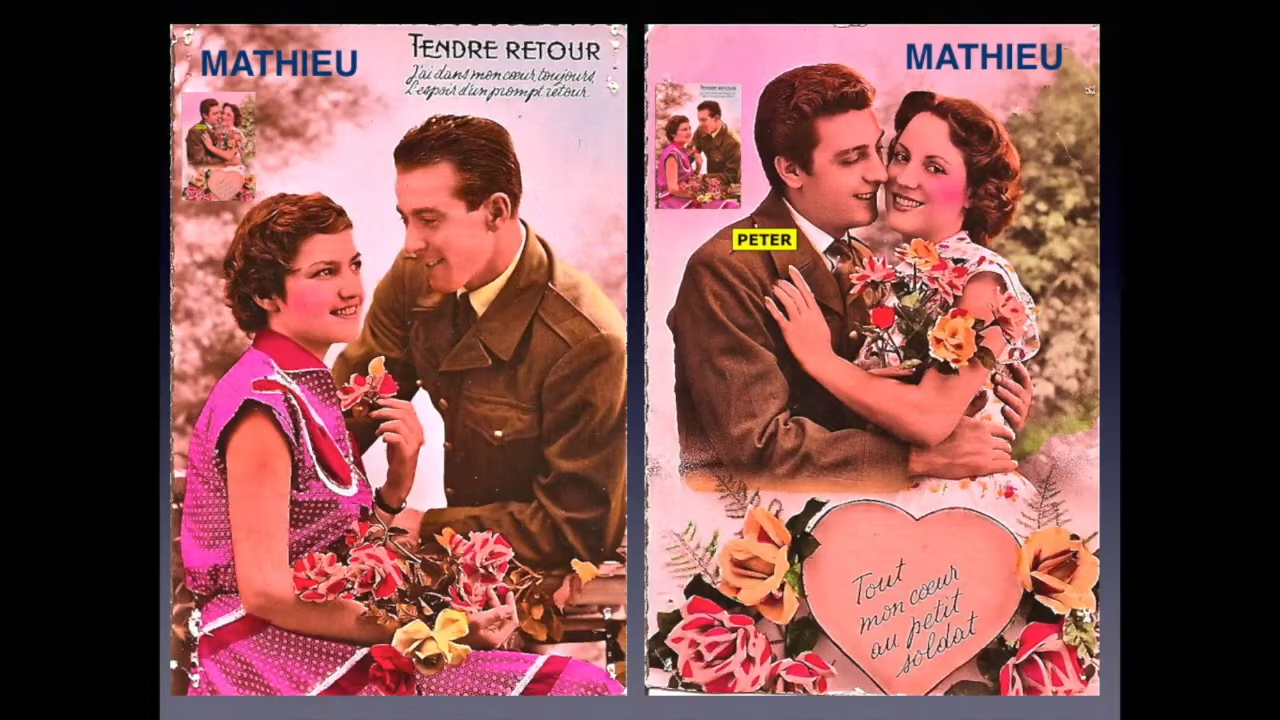 MATHIEU
TENDRE RETOUR
J'ai dans mon cœur toujours,
L'espoir d'un prompt retour.
MATHIEU
PETER
Tout
mon cœur
au petit
soldat